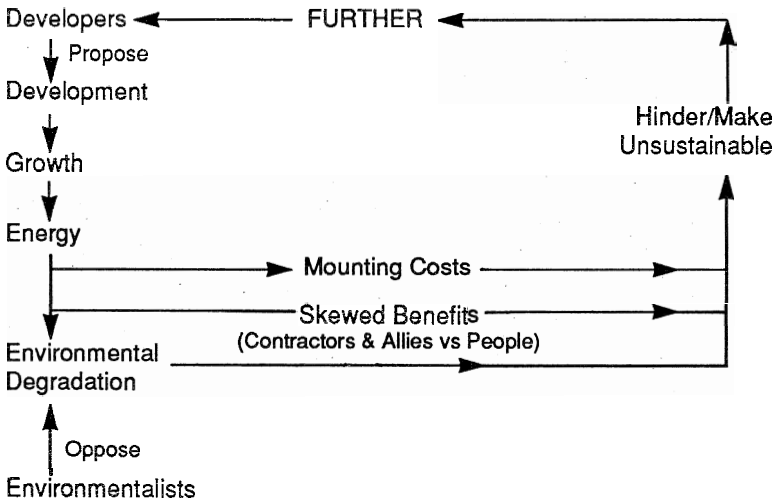 Developers
FURTHER
Propose
Development
Hinder/Make
Unsustainable
Growth
Energy
Mounting Costs
Skewed Benefits
(Contractors & Allies vs People)
Environmental
Degradation
Oppose
Environmentalists